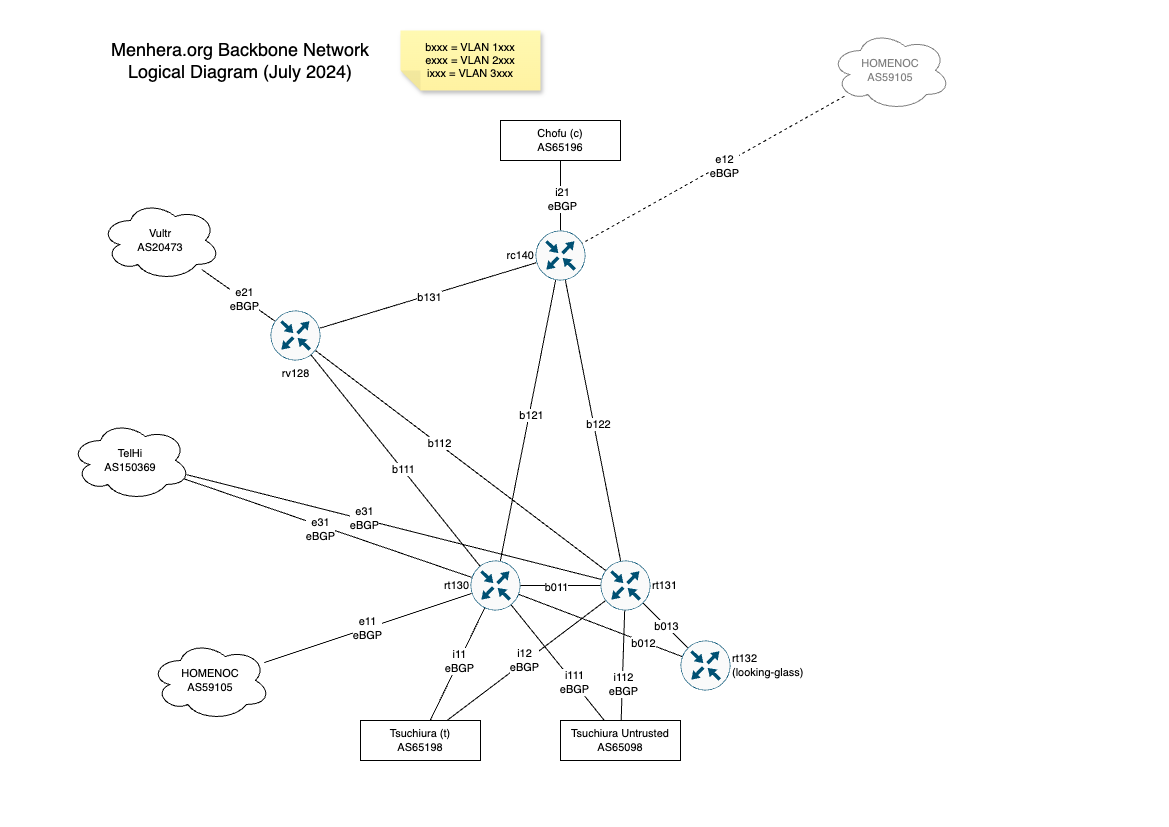 Menhera.org Backbone Network
Logical Diagram (July 2024)
bxxx = VLAN 1xxx
exxx = VLAN 2xxx
ixxx = VLAN 3xxx
HOMENOC
AS59105
Chofu (c)
AS65196
e12
eBGP
i21
eBGP
Vultr
AS20473
rc140
e21
eBGP
b131
rv128
b121
b122
b112
TelHi
AS150369
b111
e31
eBGP
e31
eBGP
rt130
b011
rt131
e11
eBGP
b013
b012
i11
eBGP
i12
eBGP
rt132
(looking-glass)
HOMENOC
AS59105
i111
eBGP
i112
eBGP
Tsuchiura (t)
AS65198
Tsuchiura Untrusted
AS65098